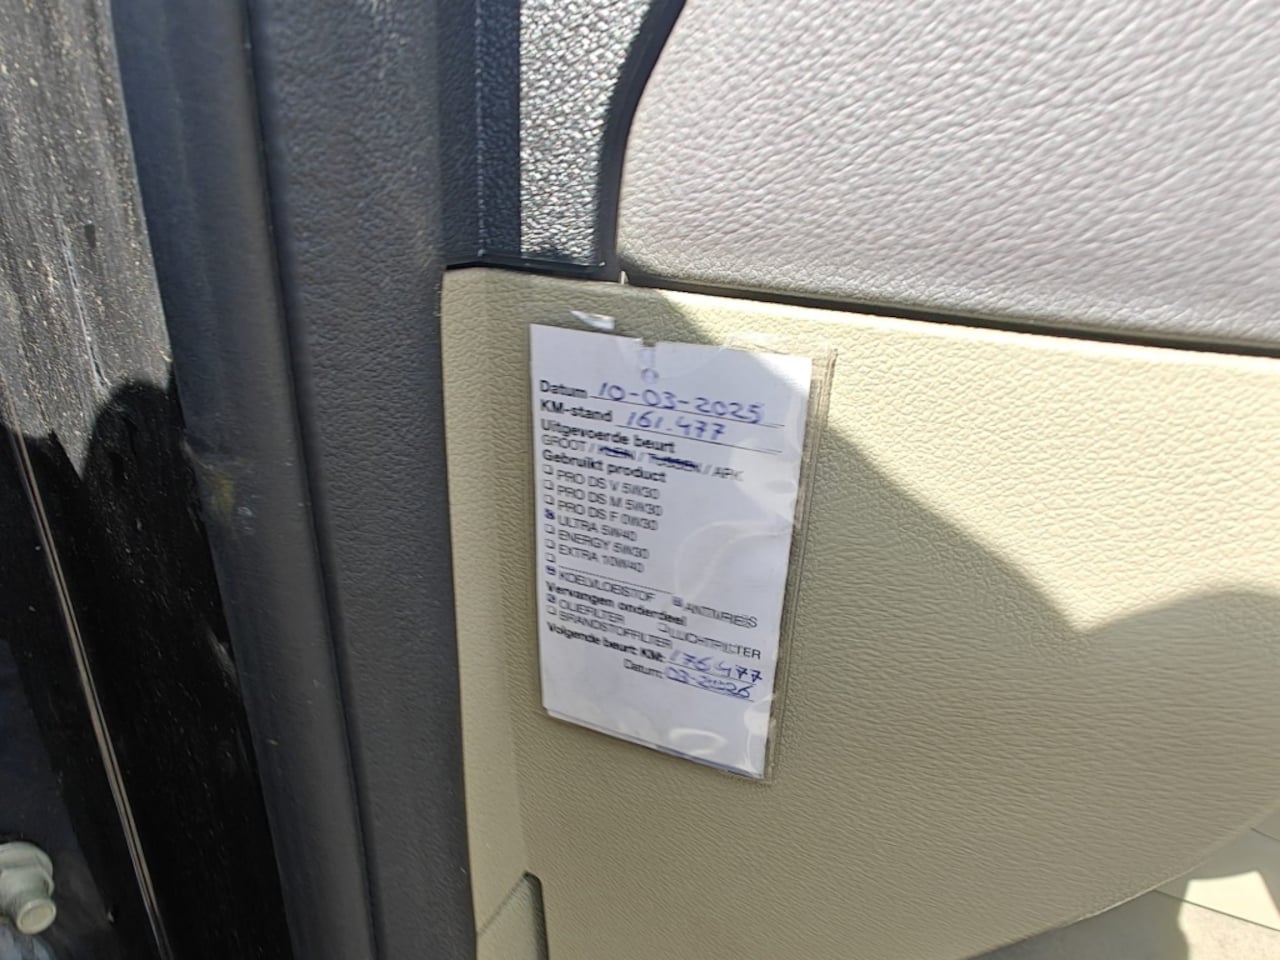 Datum 10-03-2025
KM-stand 161.477
Uitgevoerde beurt
GROOT / KLEIN / TUSSEN / APK
Gebruikt product
PRO DS V 5W30
PRO DS M 5W30
PRO DS F 0W30
ULTRA 5W40
ENERGY 5W30
EXTRA 10W40
KOELVLOEISTOF ANTIVRIES
Vervangen onderdeel
OLIEFILTER LUCHTFILTER
BRANDSTOFFILTER
Volgende beurt: KM: 176.477
Datum: 03-2026